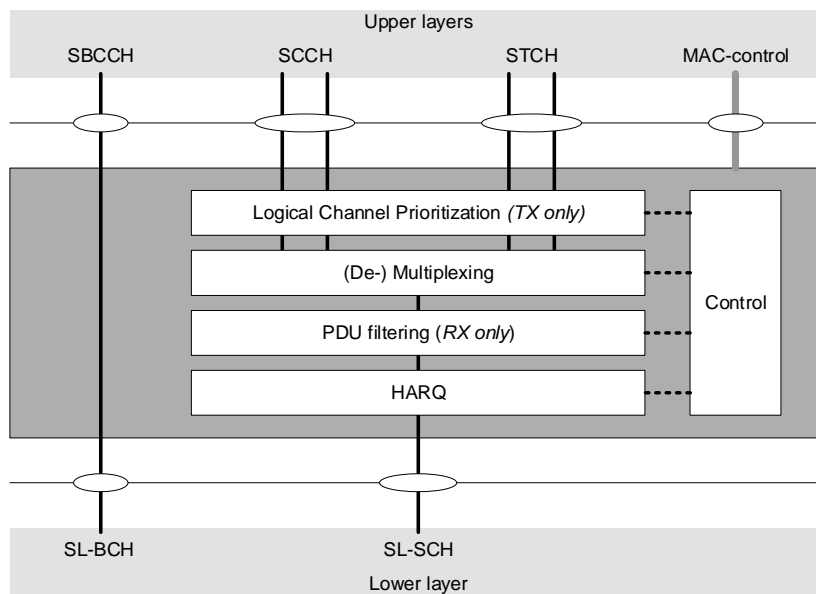 Upper layers
SBCCH SCCH STCH MAC-control
Logical Channel Prioritization (TX only)
(De-) Multiplexing
Control
PDU filtering (RX only)
HARQ
SL-BCH SL-SCH
Lower layer